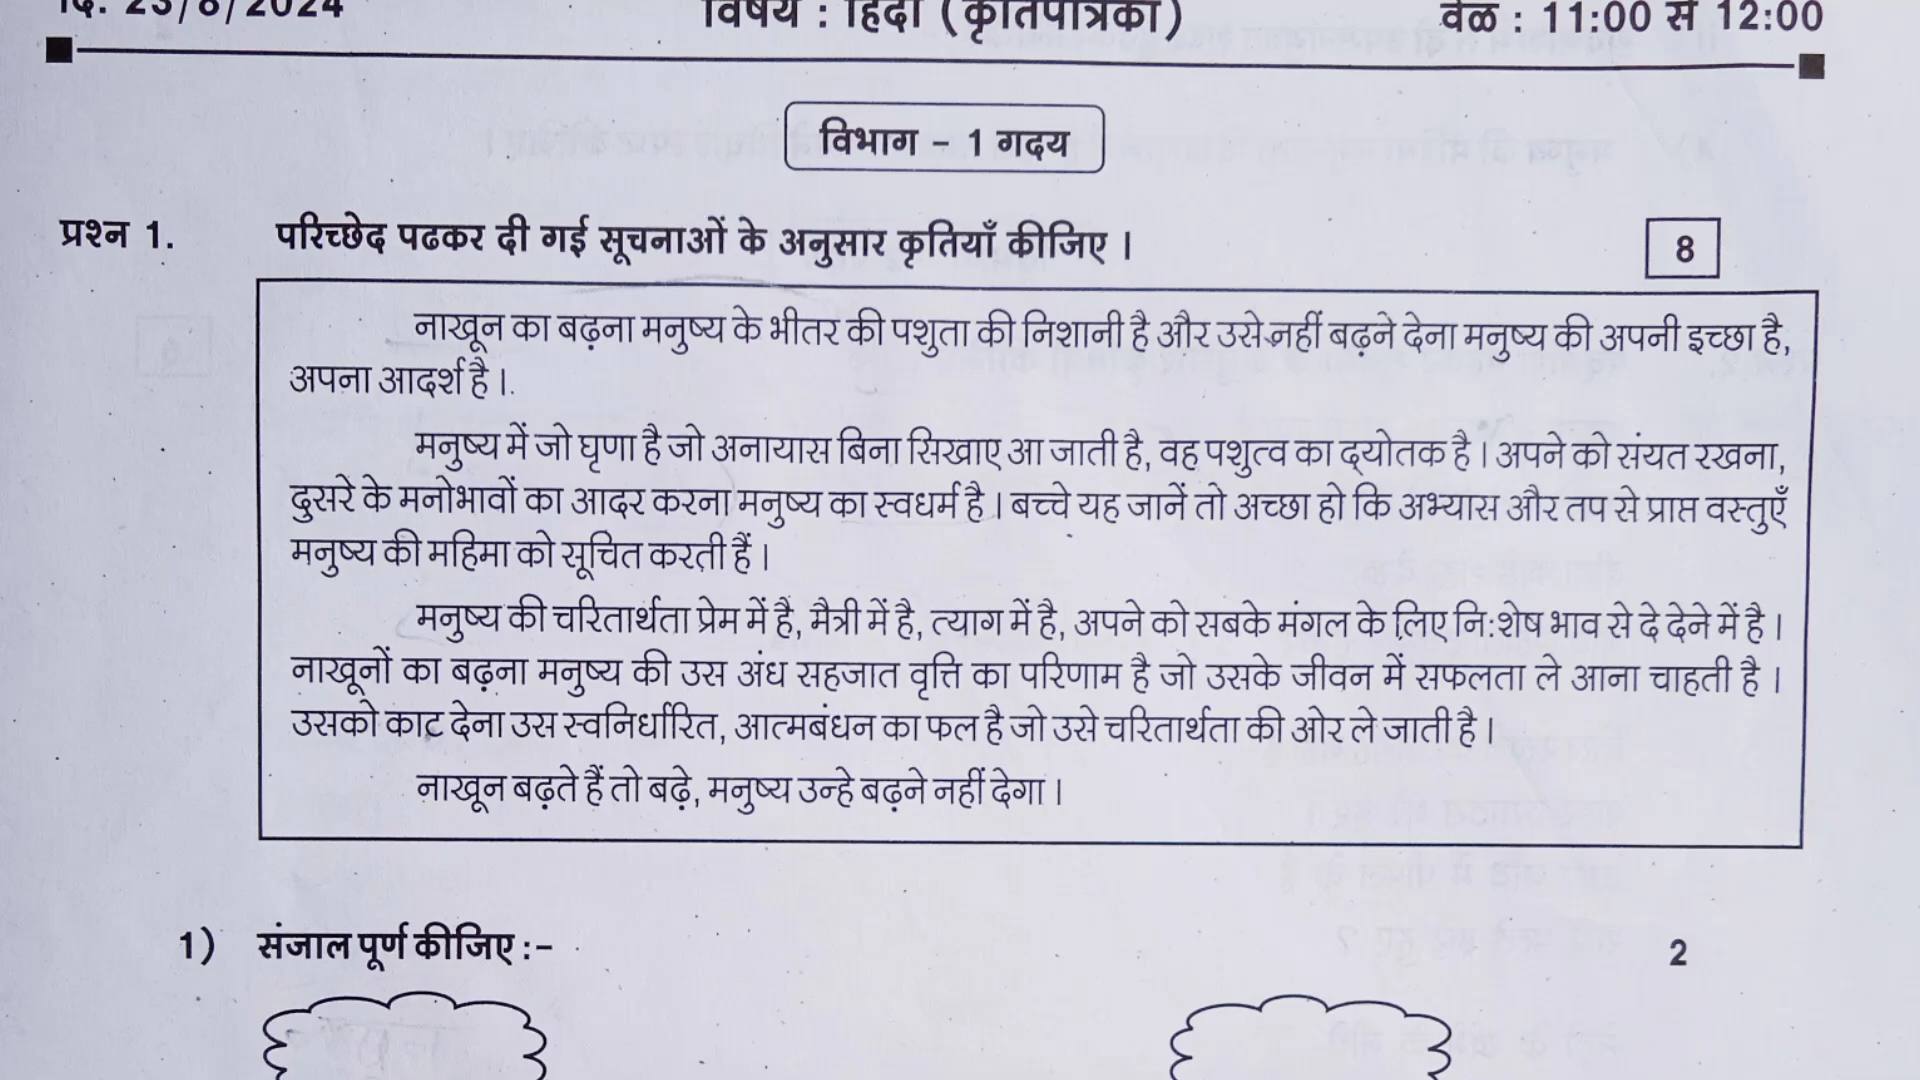 दि. 23/8/2024 विषय : हिंदी (कृतिपत्रिका) वेळ : 11:00 से 12:00
विभाग - 1 गदय
प्रश्न 1. परिच्छेद पढकर दी गई सूचनाओं के अनुसार कृतियाँ कीजिए । 8
नाखून का बढ़ना मनुष्य के भीतर की पशुता की निशानी है और उसे नहीं बढ़ने देना मनुष्य की अपनी इच्छा है,
अपना आदर्श है ।
मनुष्य में जो घृणा है जो अनायास बिना सिखाए आ जाती है, वह पशुत्व का द्योतक है । अपने को संयत रखना,
दुसरे के मनोभावों का आदर करना मनुष्य का स्वधर्म है । बच्चे यह जानें तो अच्छा हो कि अभ्यास और तप से प्राप्त वस्तुएँ
मनुष्य की महिमा को सूचित करती हैं ।
मनुष्य की चरितार्थता प्रेम में है, मैत्री में है, त्याग में है, अपने को सबके मंगल के लिए नि:शेष भाव से दे देने में है ।
नाखूनों का बढ़ना मनुष्य की उस अंध सहजात वृत्ति का परिणाम है जो उसके जीवन में सफलता ले आना चाहती है ।
उसको काट देना उस स्वनिर्धारित, आत्मबंधन का फल है जो उसे चरितार्थता की ओर ले जाती है ।
नाखून बढ़ते हैं तो बढ़े, मनुष्य उन्हे बढ़ने नहीं देगा ।
1) संजाल पूर्ण कीजिए :- 2